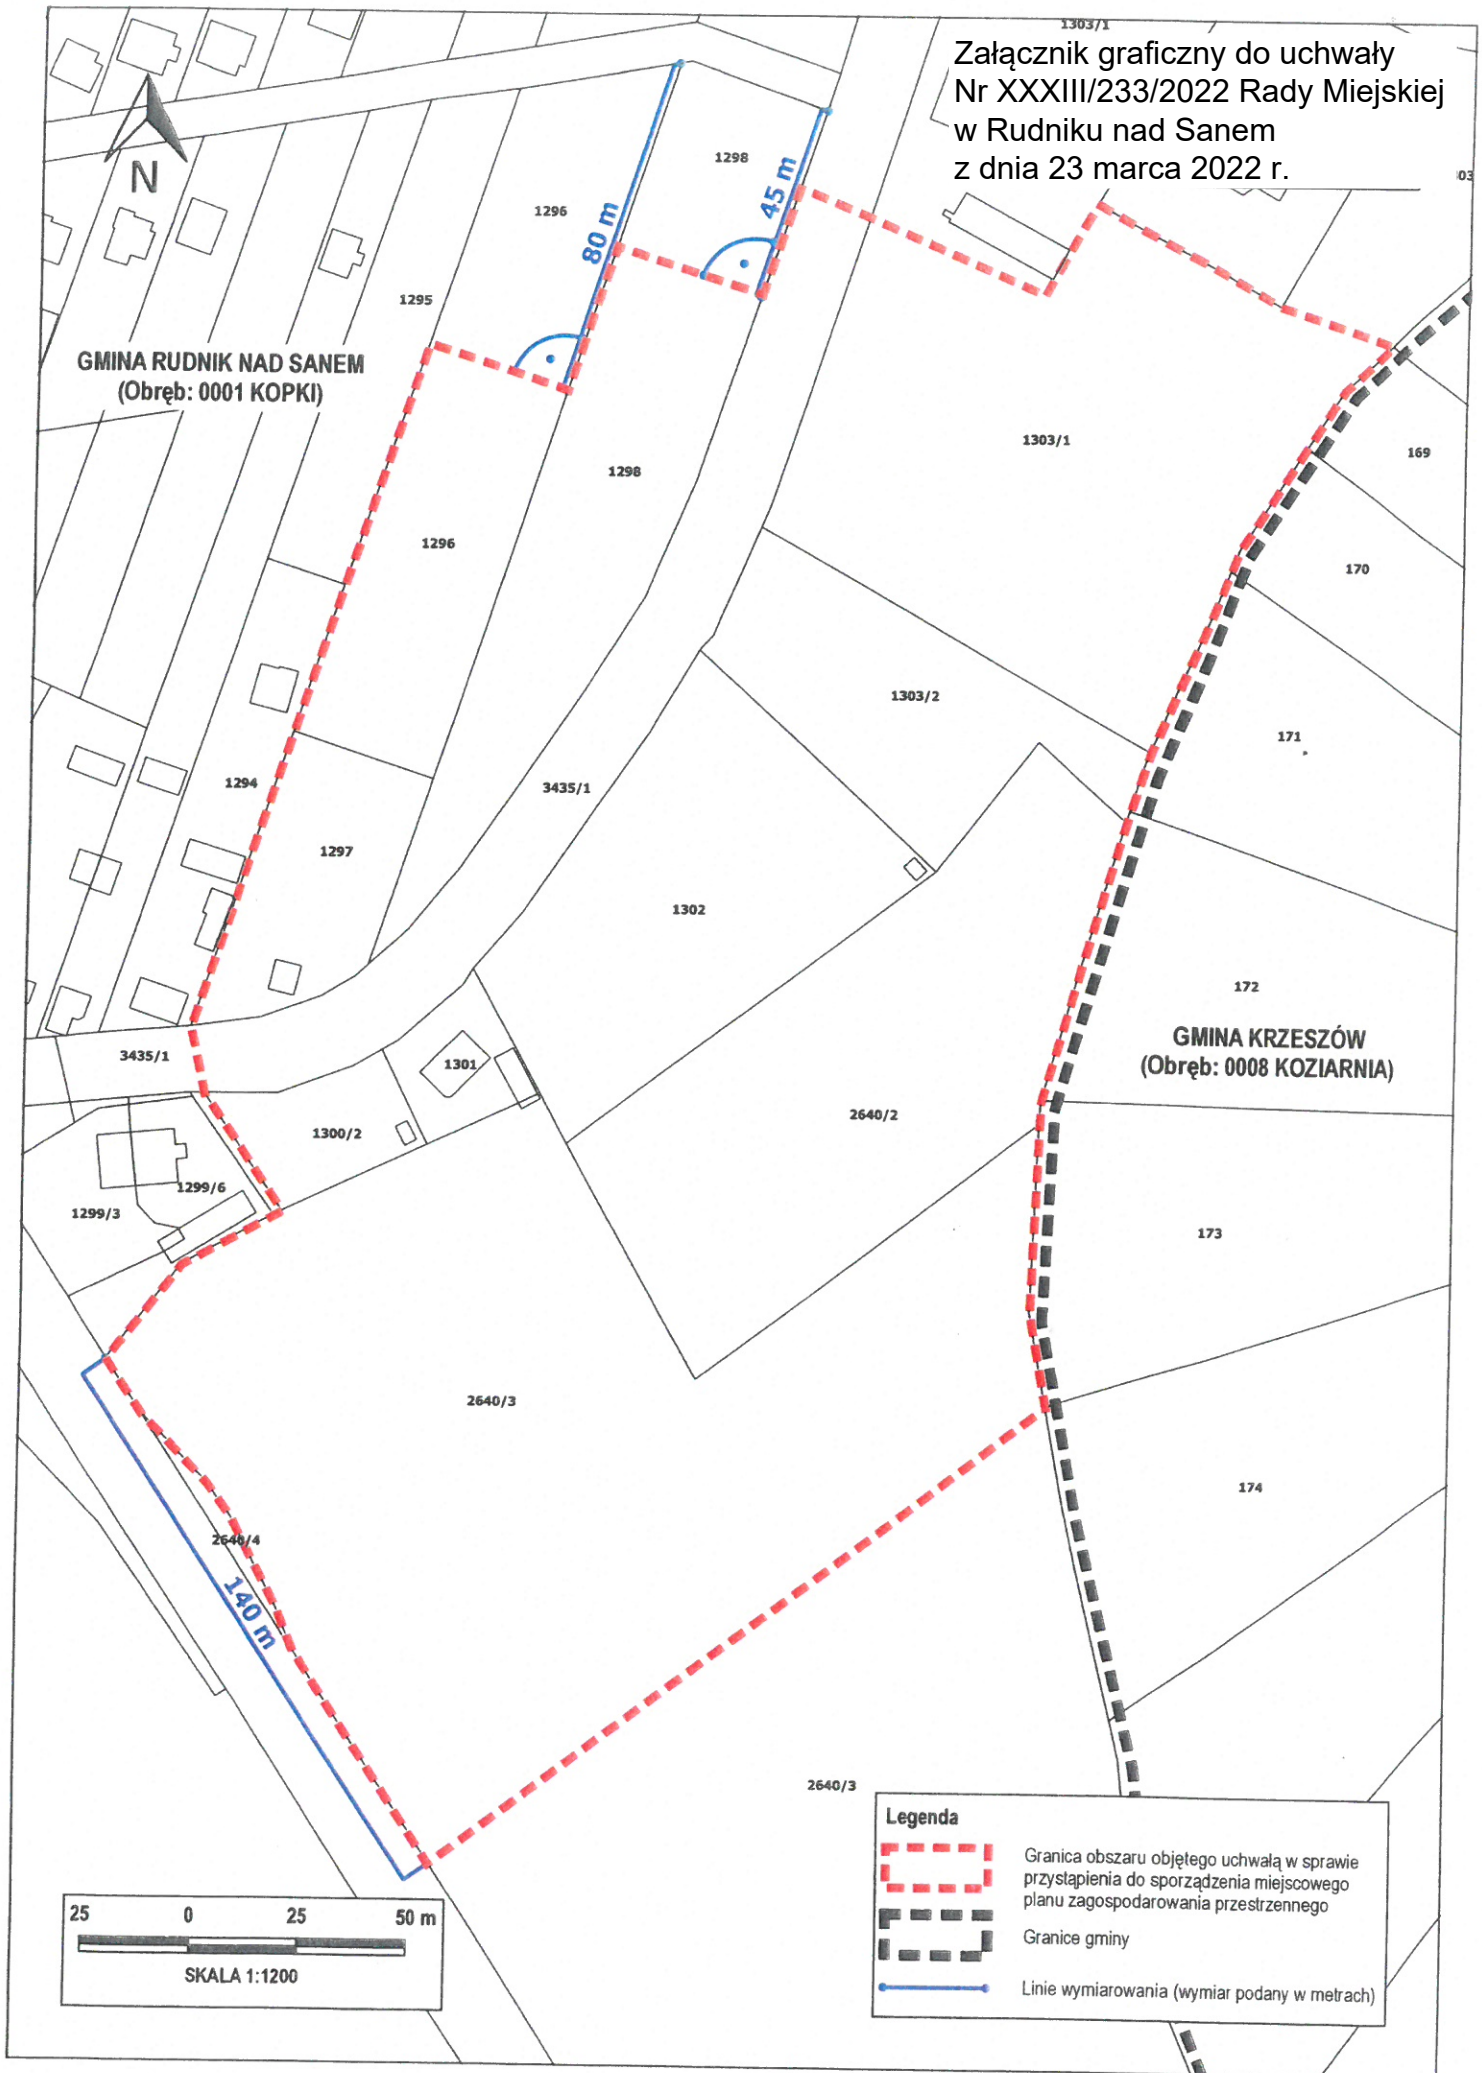 1303/1
Załącznik graficzny do uchwały
Nr XXXIII/233/2022 Rady Miejskiej
w Rudniku nad Sanem
z dnia 23 marca 2022 r.
N
1298
45 m
1296
80 m
1295
GMINA RUDNIK NAD SANEM
(Obręb: 0001 KOPKI)
1303/1
169
1298
1296
170
1303/2
171
1294
3435/1
1297
1302
172
GMINA KRZESZÓW
(Obręb: 0008 KOZIARNIA)
3435/1
1301
2640/2
1300/2
1299/6
1299/3
173
2640/3
174
2640/4
140 m
2640/3
Legenda
Granica obszaru objętego uchwałą w sprawie
przystąpienia do sporządzenia miejscowego
planu zagospodarowania przestrzennego
Granice gminy
Linie wymiarowania (wymiar podany w metrach)
25 0 25 50 m
SKALA 1:1200